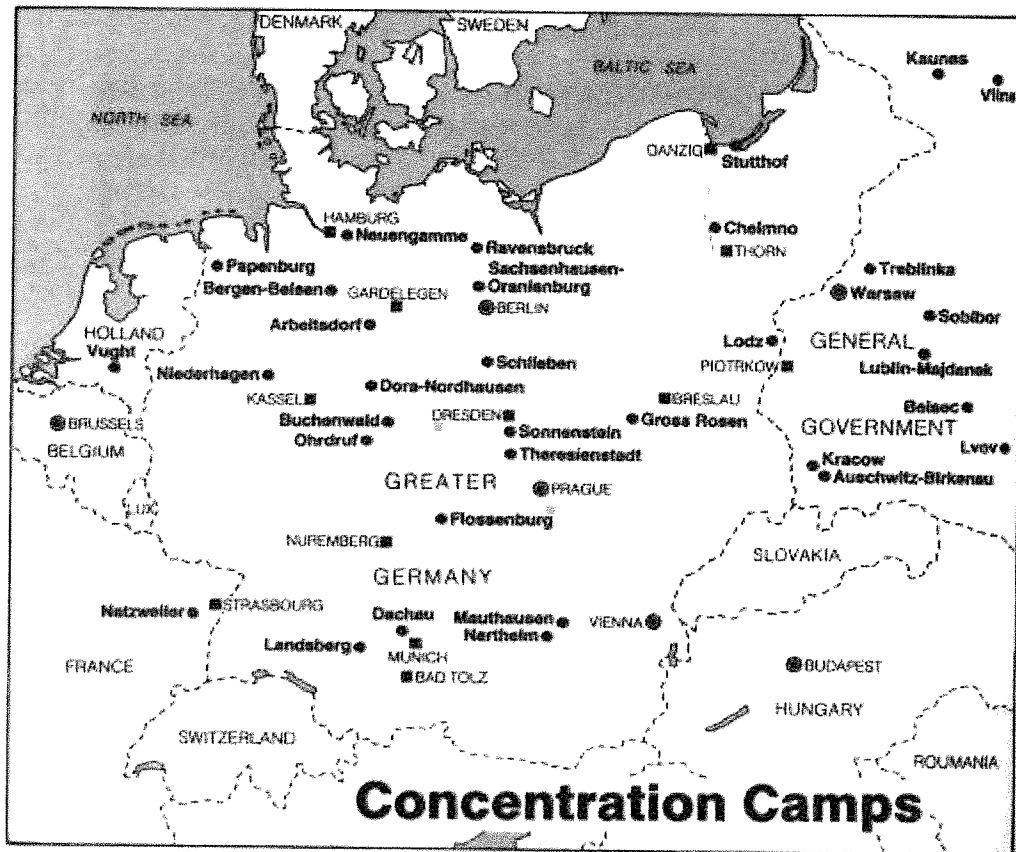 DENMARK
SWEDEN
BALTIC SEA
Kaunas
Vilna
NORTH SEA
DANZIG
Stutthof
HAMBURG
Neuengamme
Ravensbruck
Chelmno
THORN
Papenburg
Sachsenhausen-
Oranienburg
Treblinka
Bergen-Belsen
GARDELEGEN
BERLIN
Warsaw
Arbeitsdorf
Sobibor
HOLLAND
Vught
Lodz
GENERAL
Schlieben
PIOTRKOW
Lublin-Majdanek
Niederhagen
Dora-Nordhausen
KASSEL
BRESLAU
Belsec
BRUSSELS
Buchenwald
DRESDEN
Gross Rosen
GOVERNMENT
BELGIUM
Ohrdruf
Sonnenstein
Lvov
Theresienstadt
Kracow
Auschwitz-Birkenau
GREATER
PRAGUE
LUX.
Flossenburg
NUREMBERG
SLOVAKIA
GERMANY
Natzweiler
STRASBOURG
Dachau
Mauthausen
VIENNA
Hartheim
Landsberg
MUNICH
FRANCE
BAD TOLZ
BUDAPEST
HUNGARY
SWITZERLAND
ROUMANIA
Concentration Camps